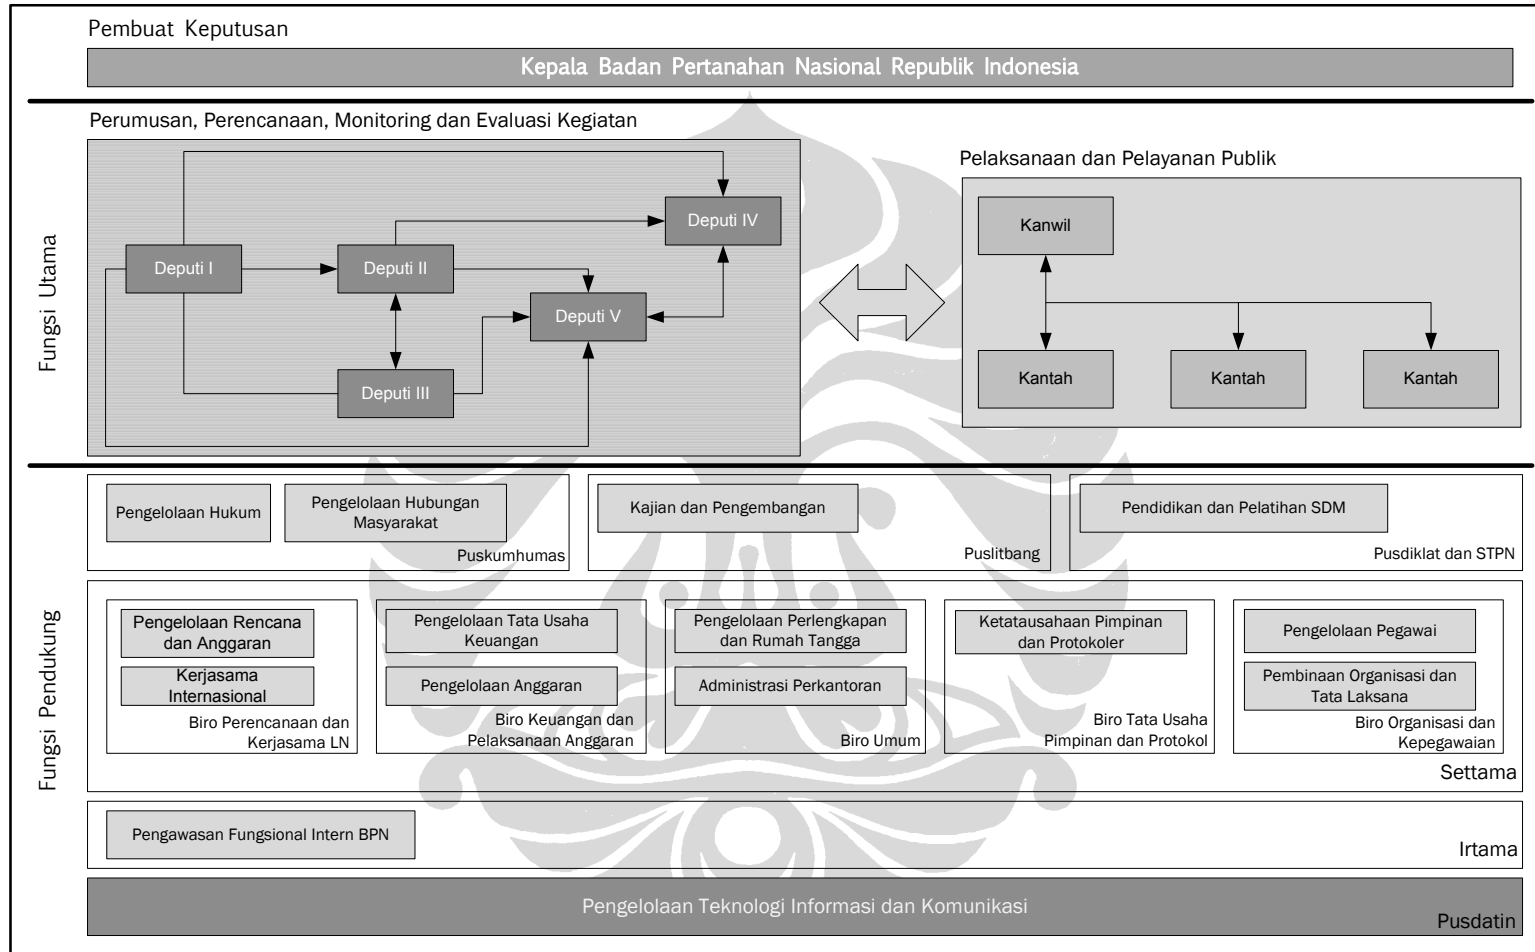 Pembuat Keputusan
Kepala Badan Pertanahan Nasional Republik Indonesia
Perumusan, Perencanaan, Monitoring dan Evaluasi Kegiatan
Pelaksanaan dan Pelayanan Publik
Fungsi Utama
Deputi I
Deputi II
Deputi III
Deputi IV
Deputi V
Kanwil
Kantah
Kantah
Kantah
Fungsi Pendukung
Pengelolaan Hukum
Pengelolaan Hubungan
Masyarakat
Puskumhumas
Kajian dan Pengembangan
Puslitbang
Pendidikan dan Pelatihan SDM
Pusdiklat dan STPN
Pengelolaan Rencana
dan Anggaran
Kerjasama
Internasional
Biro Perencanaan dan
Kerjasama LN
Pengelolaan Tata Usaha
Keuangan
Pengelolaan Anggaran
Biro Keuangan dan
Pelaksanaan Anggaran
Pengelolaan Perlengkapan
dan Rumah Tangga
Administrasi Perkantoran
Biro Umum
Ketatausahaan Pimpinan
dan Protokoler
Biro Tata Usaha
Pimpinan dan Protokol
Pengelolaan Pegawai
Pembinaan Organisasi dan
Tata Laksana
Biro Organisasi dan
Kepegawaian
Settama
Pengawasan Fungsional Intern BPN
Irtama
Pengelolaan Teknologi Informasi dan Komunikasi
Pusdatin